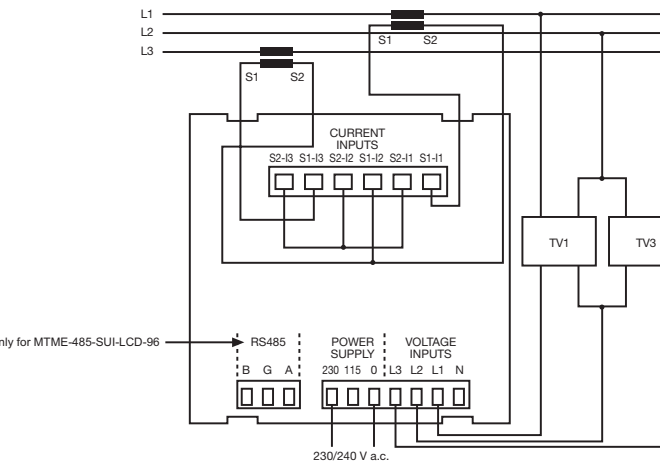 L1
L2
L3
S1 S2
S1 S2
CURRENT
INPUTS
S2-I3 S1-I3 S2-I2 S1-I2 S2-I1 S1-I1
TV1
TV3
for MTME-485-SUI-LCD-96
RS485
POWER
SUPPLY
VOLTAGE
INPUTS
B G A
230 115 0 L3 L2 L1 N
230/240 V a.c.